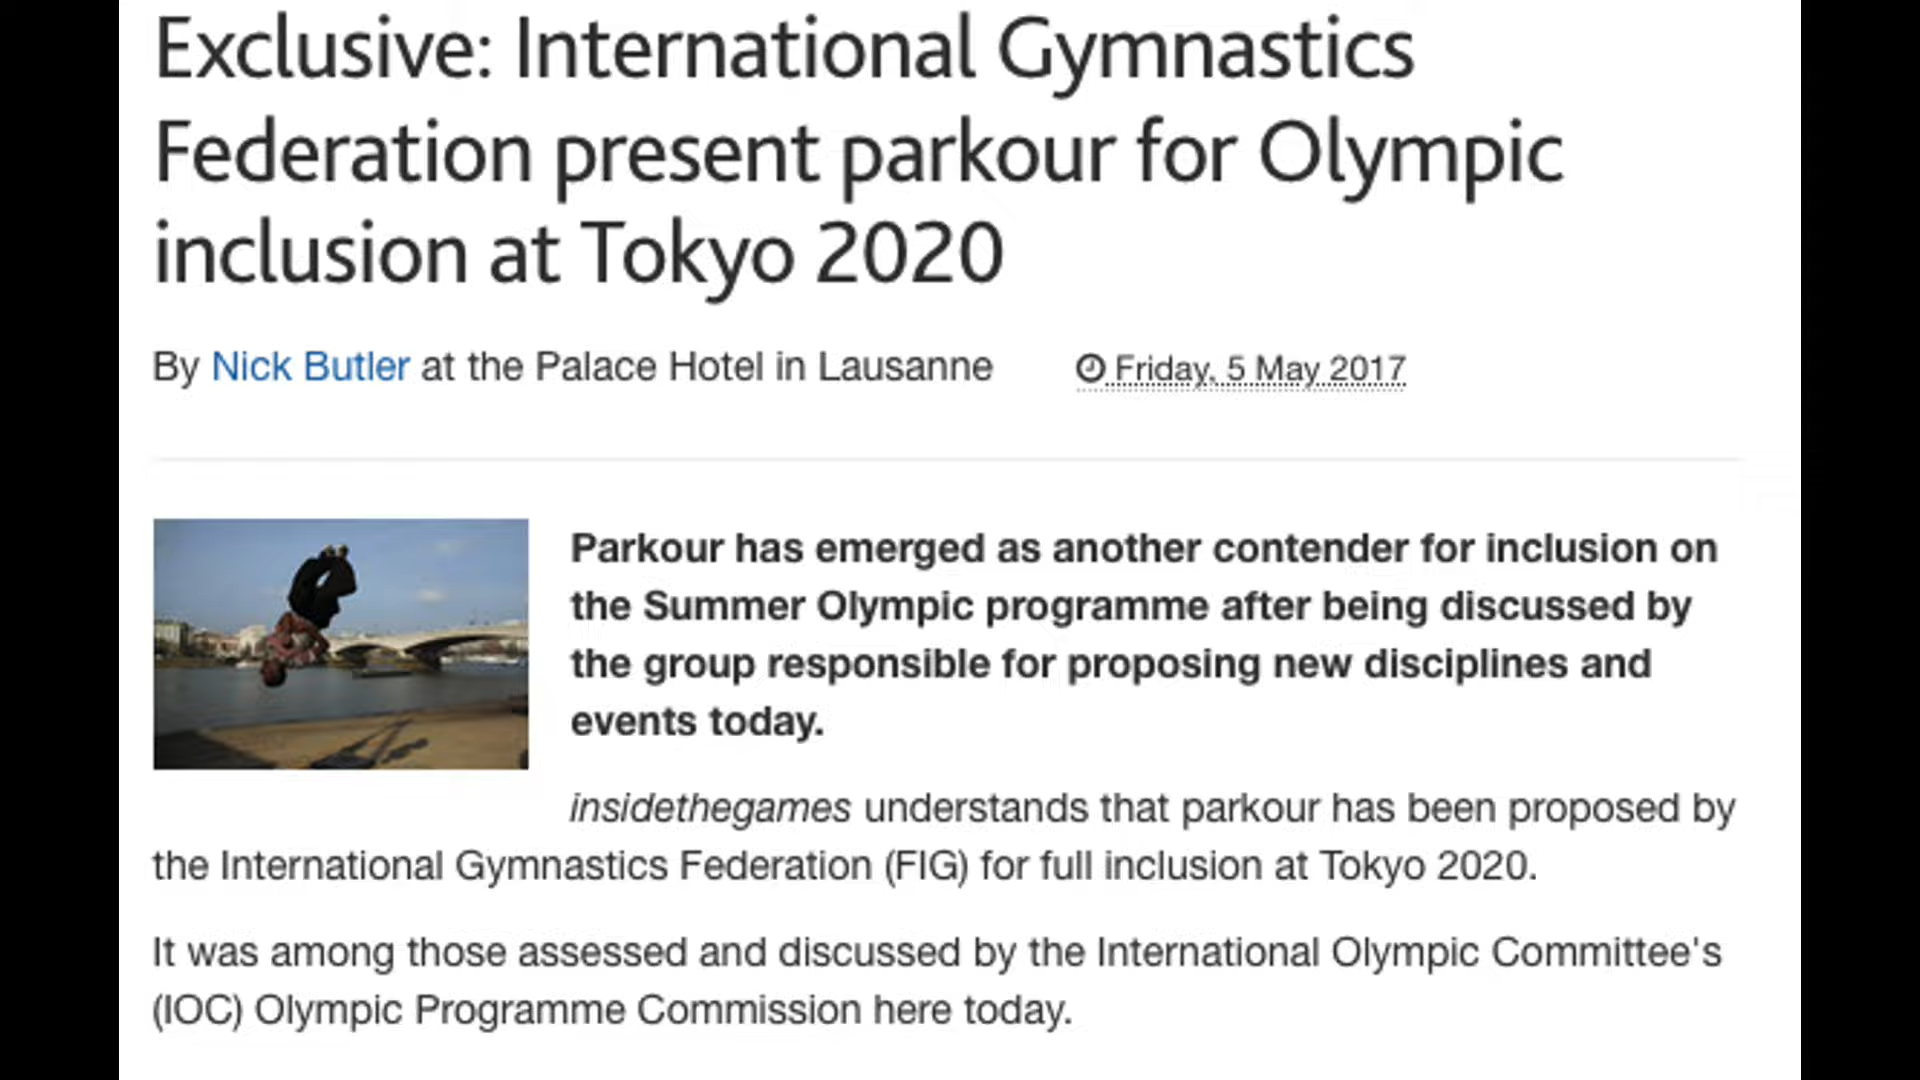 Exclusive: International Gymnastics
Federation present parkour for Olympic
inclusion at Tokyo 2020
By Nick Butler at the Palace Hotel in Lausanne Friday, 5 May 2017
Parkour has emerged as another contender for inclusion on
the Summer Olympic programme after being discussed by
the group responsible for proposing new disciplines and
events today.
insidethegames understands that parkour has been proposed by
the International Gymnastics Federation (FIG) for full inclusion at Tokyo 2020.
It was among those assessed and discussed by the International Olympic Committee's
(IOC) Olympic Programme Commission here today.